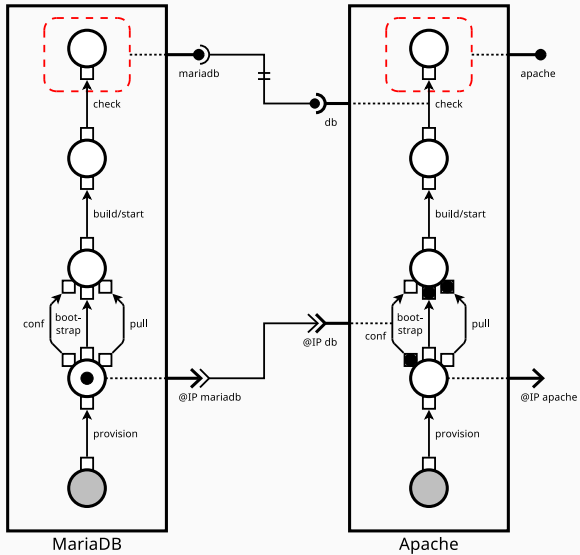 mariadb
apache
check
check
db
build/start
build/start
conf
boot-
strap
pull
conf
boot-
strap
pull
@IP db
@IP mariadb
@IP apache
provision
provision
MariaDB
Apache